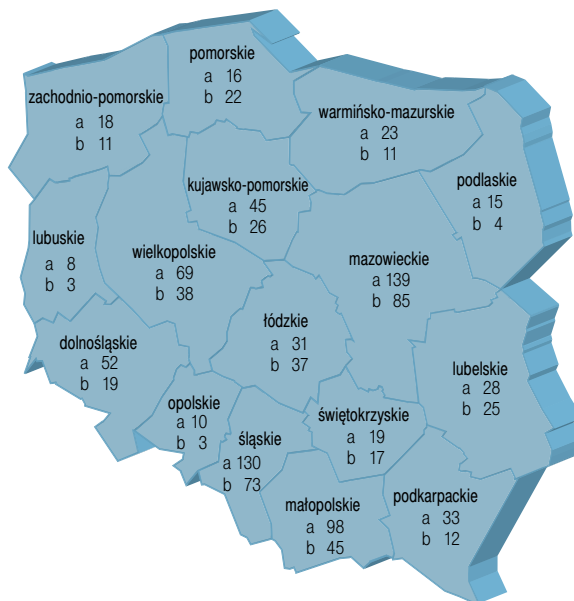 pomorskie
a 16
b 22
zachodnio-pomorskie
a 18
b 11
warmińsko-mazurskie
a 23
b 11
podlaskie
a 15
b 4
kujawsko-pomorskie
a 45
b 26
lubuskie
a 8
b 3
wielkopolskie
a 69
b 38
mazowieckie
a 139
b 85
łódzkie
a 31
b 37
dolnośląskie
a 52
b 19
lubelskie
a 28
b 25
opolskie
a 10
b 3
śląskie
a 130
b 73
świętokrzyskie
a 19
b 17
małopolskie
a 98
b 45
podkarpackie
a 33
b 12